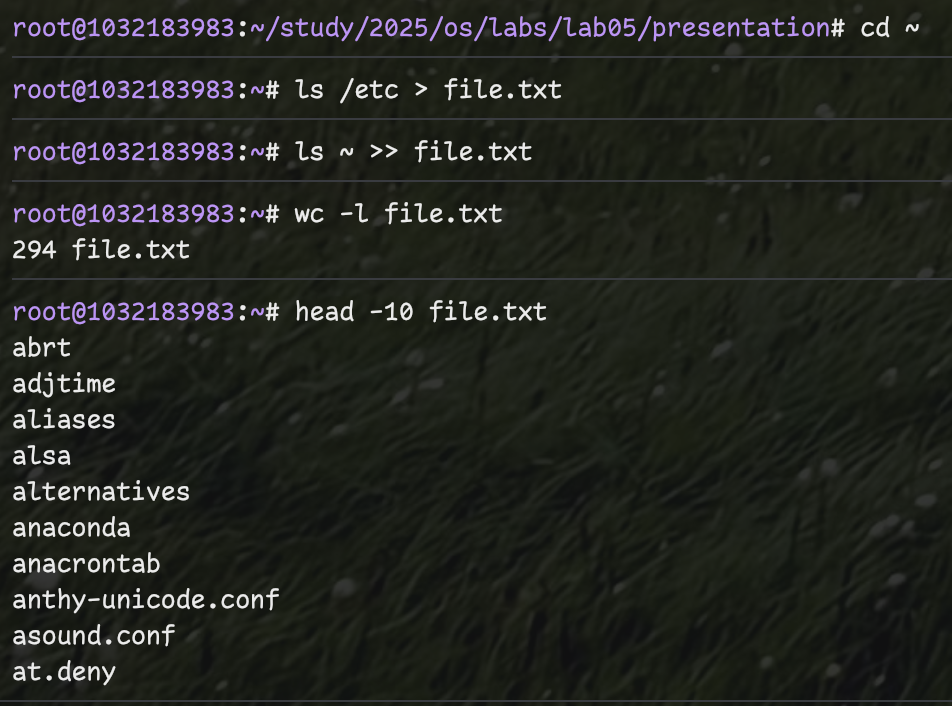 root@1032183983:~/study/2025/os/labs/lab05/presentation# cd ~
root@1032183983:~# ls /etc > file.txt
root@1032183983:~# ls ~ >> file.txt
root@1032183983:~# wc -l file.txt
294 file.txt
root@1032183983:~# head -10 file.txt
abrt
adjtime
aliases
alsa
alternatives
anaconda
anacrontab
anthy-unicode.conf
asound.conf
at.deny